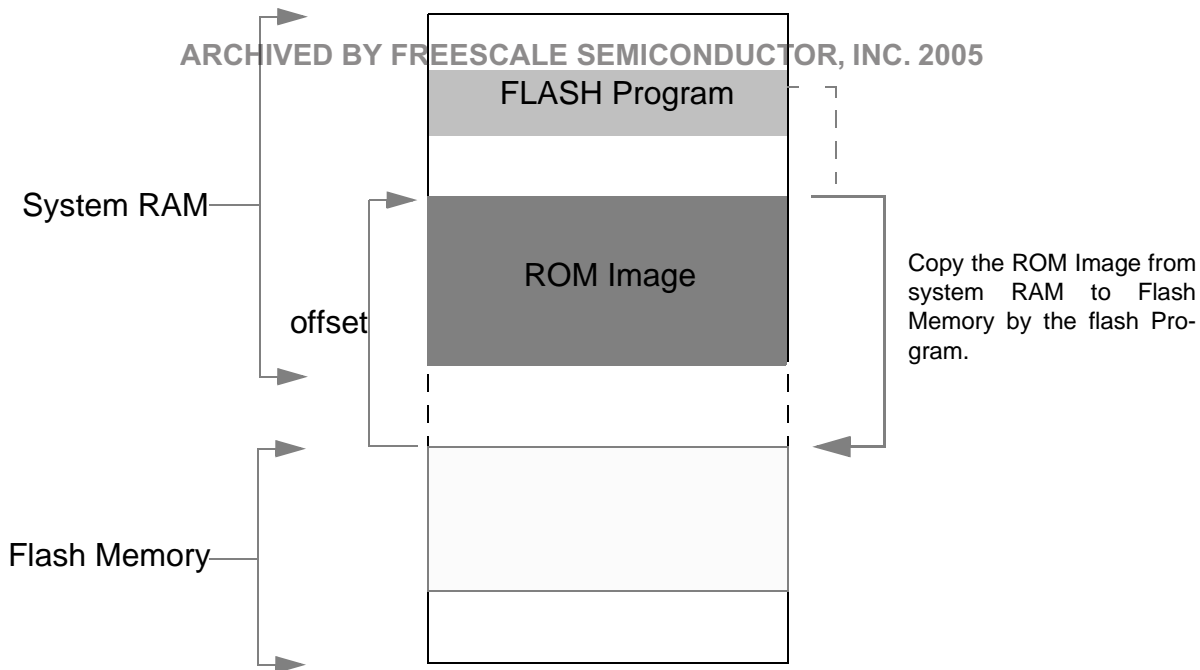 ARCHIVED BY FREESCALE SEMICONDUCTOR, INC. 2005
FLASH Program
System RAM
ROM Image
Copy the ROM Image from
system RAM to Flash
Memory by the flash Pro-
gram.
offset
Flash Memory